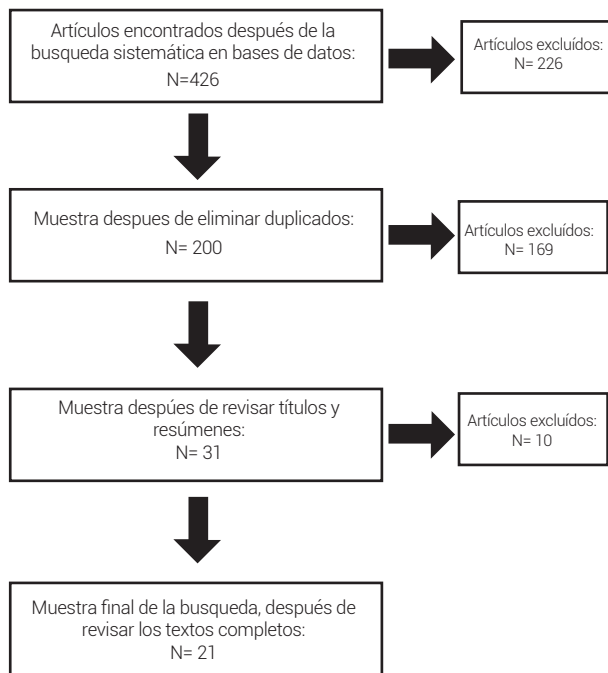 Artículos encontrados después de la
busqueda sistemática en bases de datos:
N=426
Artículos excluídos:
N= 226
Muestra despues de eliminar duplicados:
N= 200
Artículos excluídos:
N= 169
Muestra despúes de revisar títulos y
resúmenes:
N= 31
Artículos excluídos:
N= 10
Muestra final de la busqueda, después de
revisar los textos completos:
N= 21